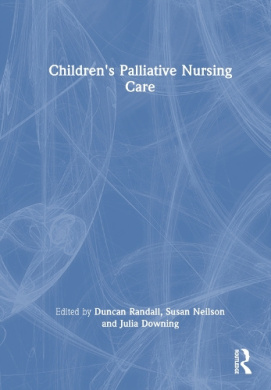 Children's Palliative Nursing
Care
Edited by Duncan Randall, Susan Neilson
and Julia Downing
ROUTLEDGE